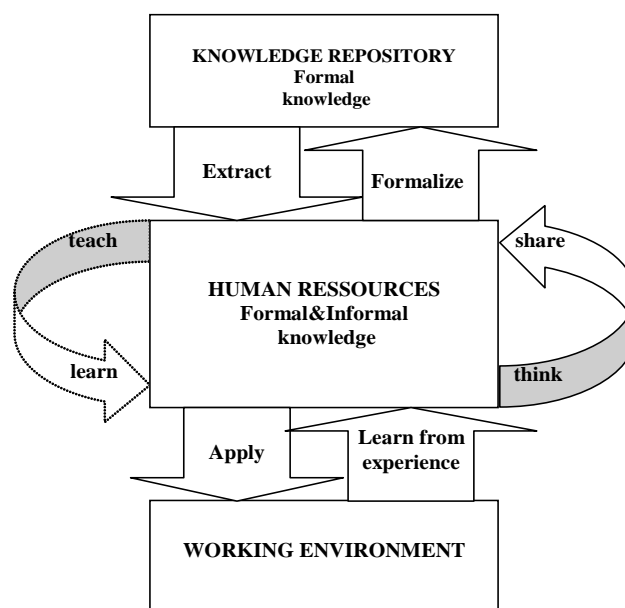 KNOWLEDGE REPOSITORY
Formal
knowledge
Extract
Formalize
teach
share
HUMAN RESSOURCES
Formal&Informal
knowledge
learn
think
Apply
Learn from
experience
WORKING ENVIRONMENT